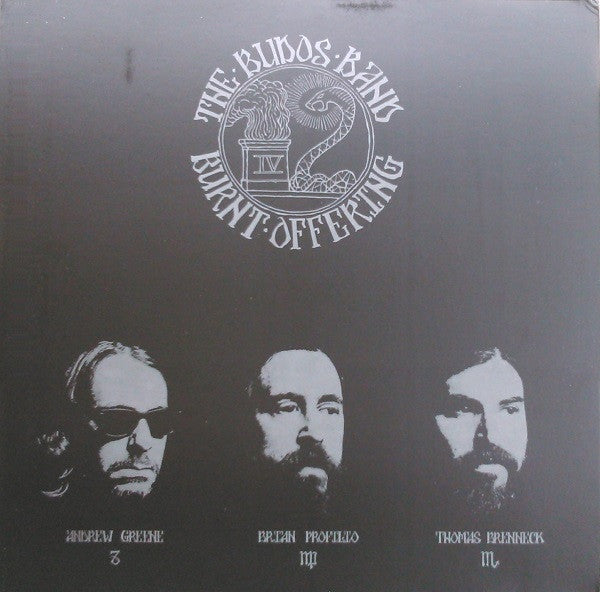 THE·BUDOS·BAND
BURNT·OFFERING
IV
ANDREW GREENE
BRIAN PROFILIO
THOMAS BRENNECK
♍
♏